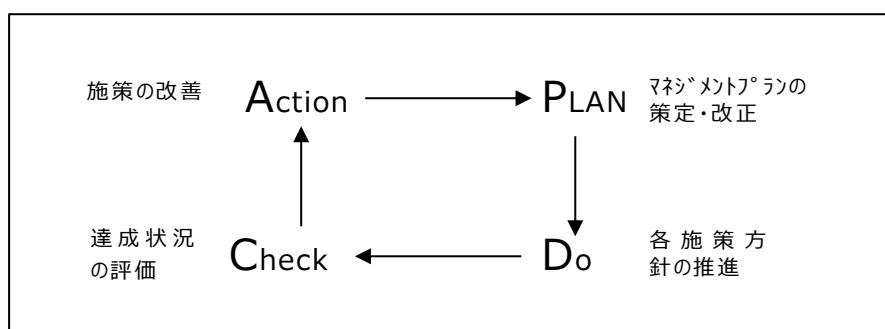 施策の改善
Action
PLAN
ﾏﾈｼﾞﾒﾝﾄﾌﾟﾗﾝの
策定・改正
達成状況
の評価
Check
Do
各施策方
針の推進